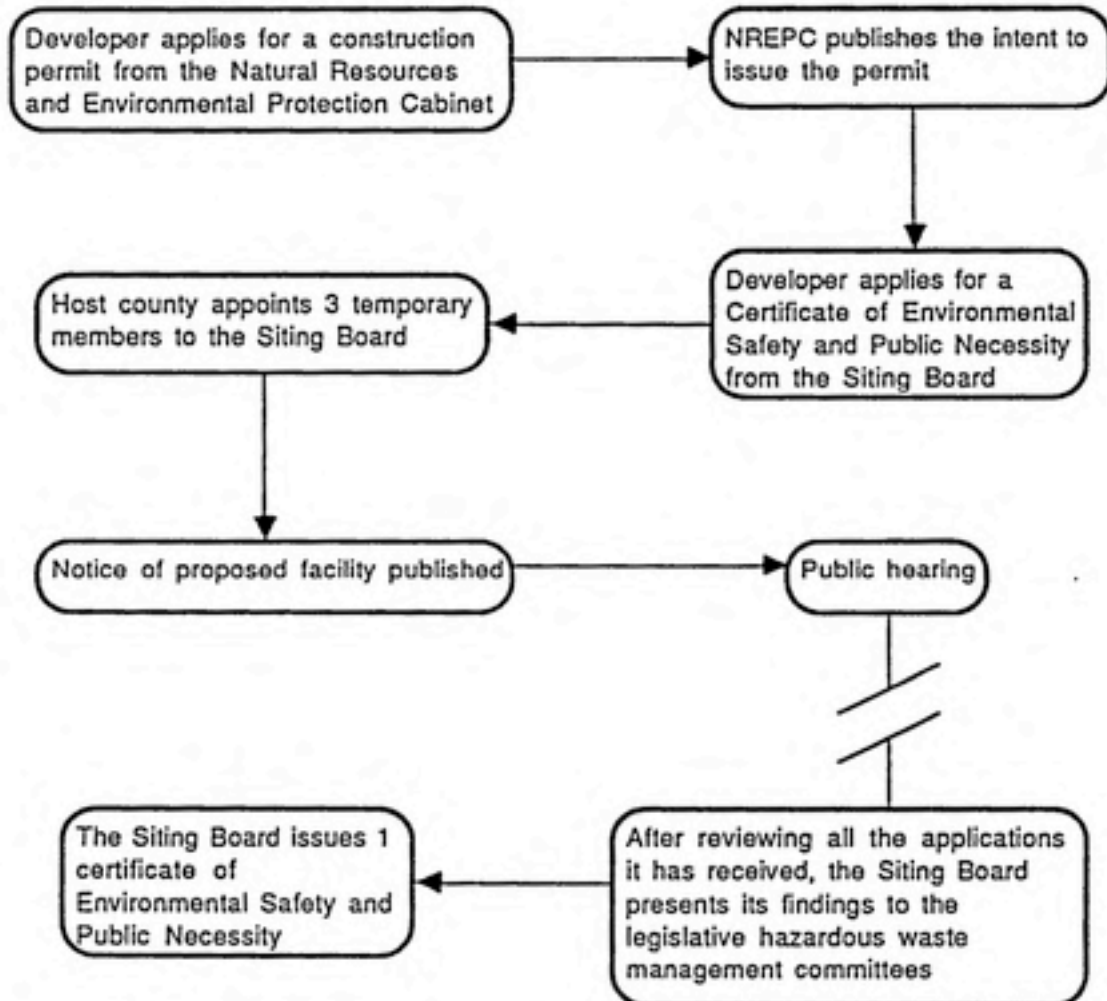 Developer applies for a construction
permit from the Natural Resources
and Environmental Protection Cabinet
NREPC publishes the intent to
issue the permit
Developer applies for a
Certificate of Environmental
Safety and Public Necessity
from the Siting Board
Host county appoints 3 temporary
members to the Siting Board
Notice of proposed facility published
Public hearing
After reviewing all the applications
it has received, the Siting Board
presents its findings to the
legislative hazardous waste
management committees
The Siting Board issues 1
certificate of
Environmental Safety and
Public Necessity